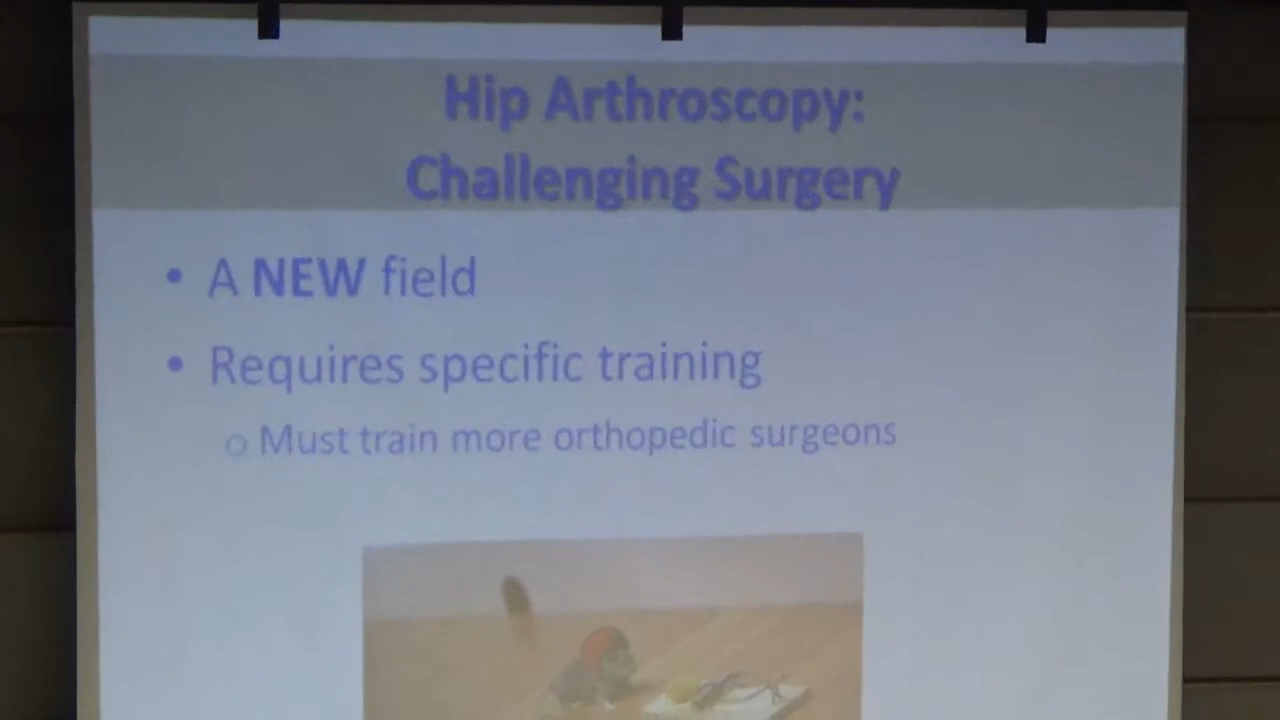 Hip Arthroscopy:
Challenging Surgery
• A NEW field
• Requires specific training
o Must train more orthopedic surgeons